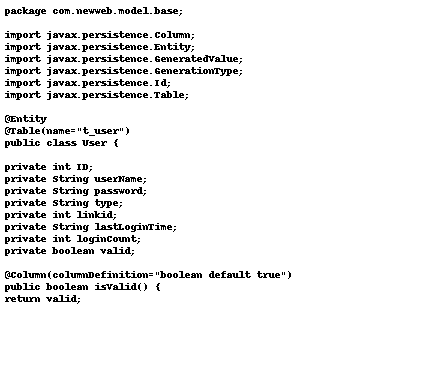 package com.newweb.model.base;
import javax.persistence.Column;
import javax.persistence.Entity;
import javax.persistence.GeneratedValue;
import javax.persistence.GenerationType;
import javax.persistence.Id;
import javax.persistence.Table;
@Entity
@Table(name="t_user")
public class User {
private int ID;
private String userName;
private String password;
private String type;
private int linkid;
private String lastLoginTime;
private int loginCount;
private boolean valid;
@Column(columnDefinition="boolean default true")
public boolean isValid() {
return valid;